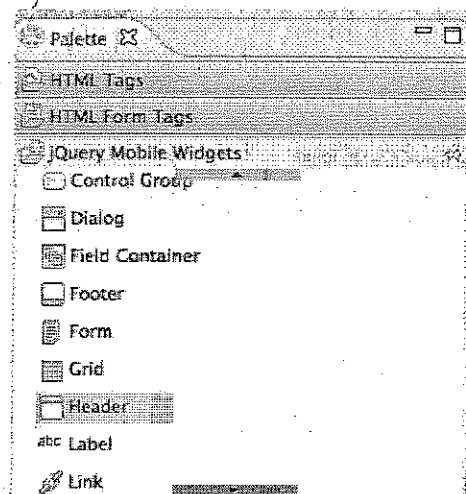 Palette
HTML Tags
HTML Form Tags
jQuery Mobile Widgets
Control Group
Dialog
Field Container
Footer
Form
Grid
Header
abc Label
Link